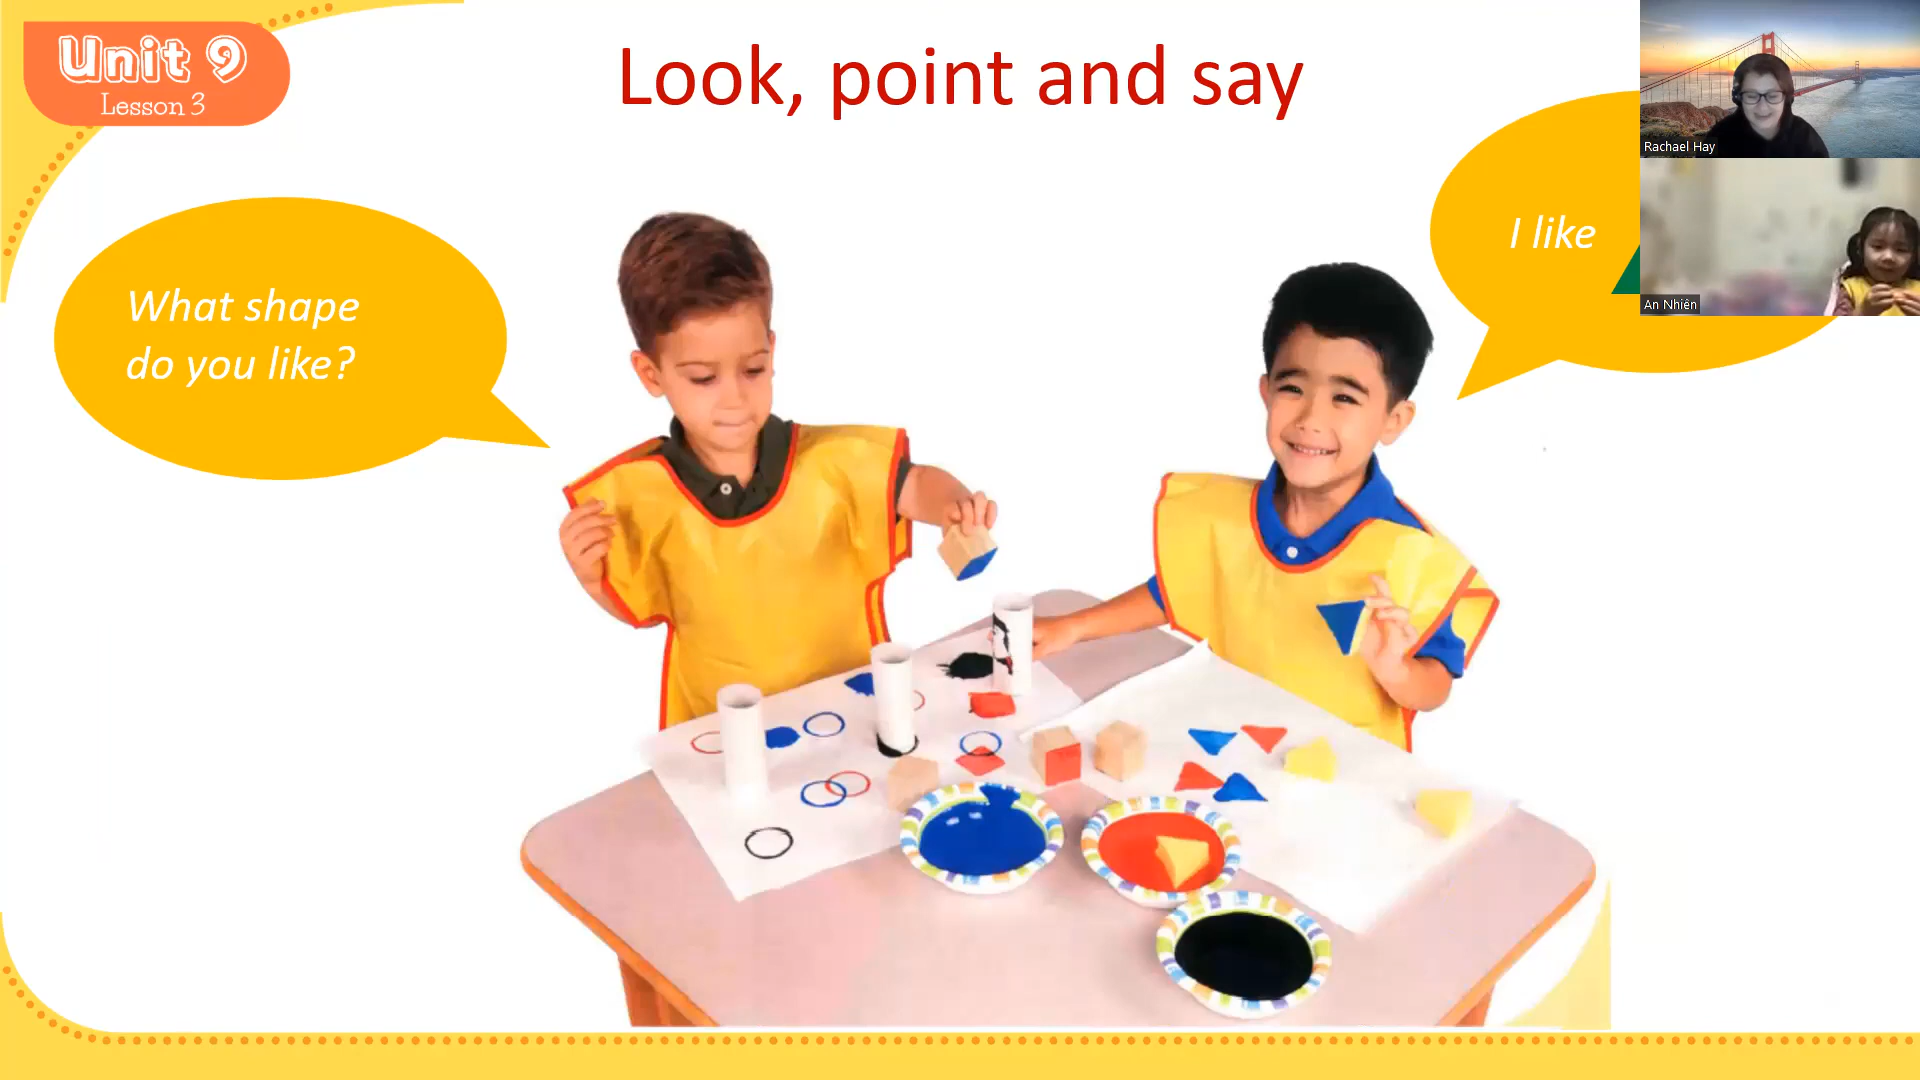 Unit 9
Lesson 3
Look, point and say
What shape
do you like?
I like
Rachael Hay
An Nhiên